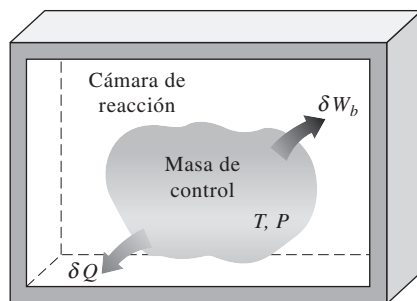 Cámara de
reacción
δW_b
Masa de
control
T, P
δQ